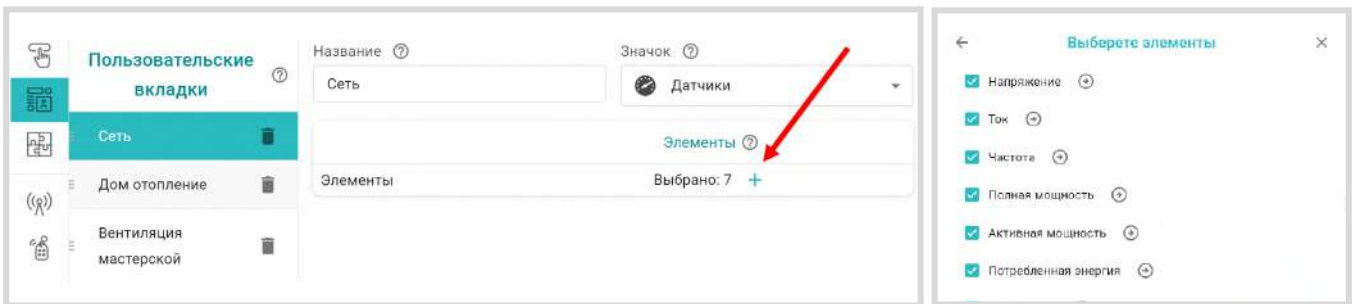 Пользовательские
вкладки
Сеть
Дом отопление
Вентиляция
мастерской
Название
Сеть
Значок
Датчики
Элементы
Элементы
Выбрано: 7 +
Выберете элементы
Напряжение
Ток
Частота
Полная мощность
Активная мощность
Потребленная энергия